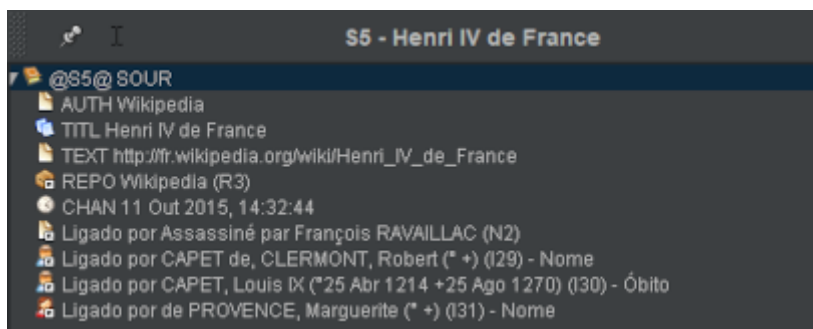 S5 - Henri IV de France
@S5@ SOUR
AUTH Wikipedia
TITL Henri IV de France
TEXT http://fr.wikipedia.org/wiki/Henri_IV_de_France
REPO Wikipedia (R3)
CHAN 11 Out 2015, 14:32:44
Ligado por Assassiné par François RAVAILLAC (N2)
Ligado por CAPET de, CLERMONT, Robert (* +) (I29) - Nome
Ligado por CAPET, Louis IX (*25 Abr 1214 +25 Ago 1270) (I30) - Óbito
Ligado por de PROVENCE, Marguerite (* +) (I31) - Nome